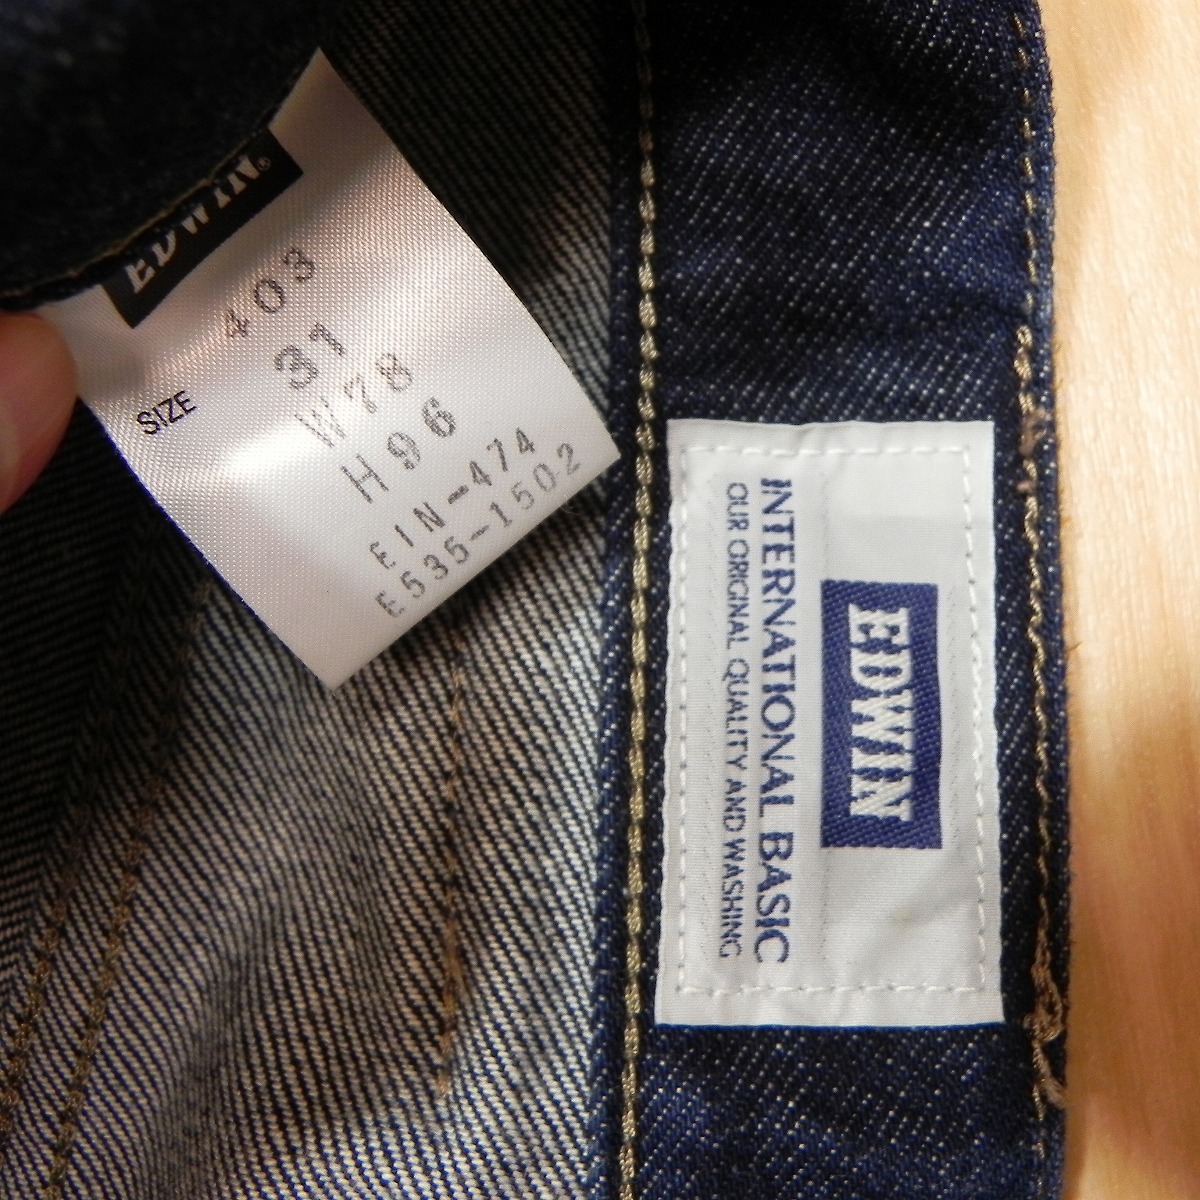 EDWIN®
403
SIZE 31
W78
H96
EIN-474
E535-1502
EDWIN
INTERNATIONAL BASIC
OUR ORIGINAL QUALITY AND WASHING